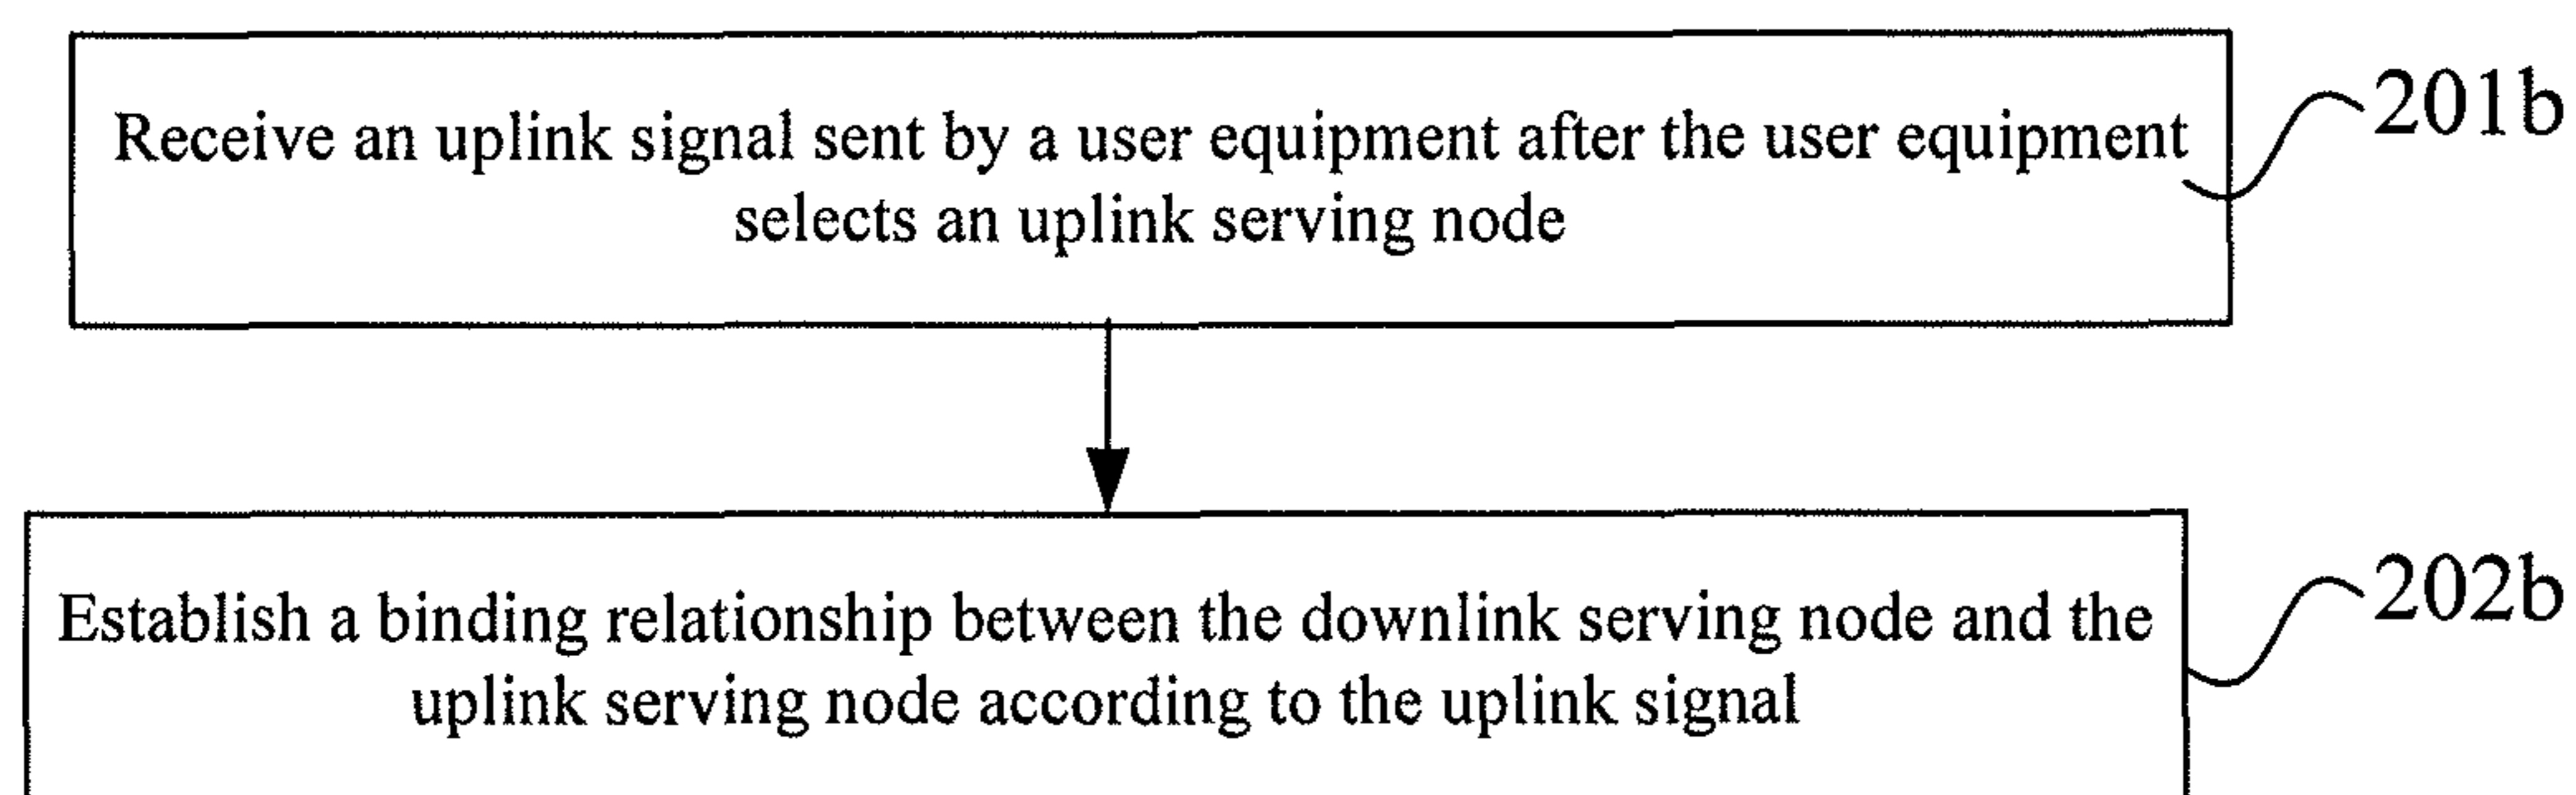 Receive an uplink signal sent by a user equipment after the user equipment
selects an uplink serving node
201b
Establish a binding relationship between the downlink serving node and the
uplink serving node according to the uplink signal
202b